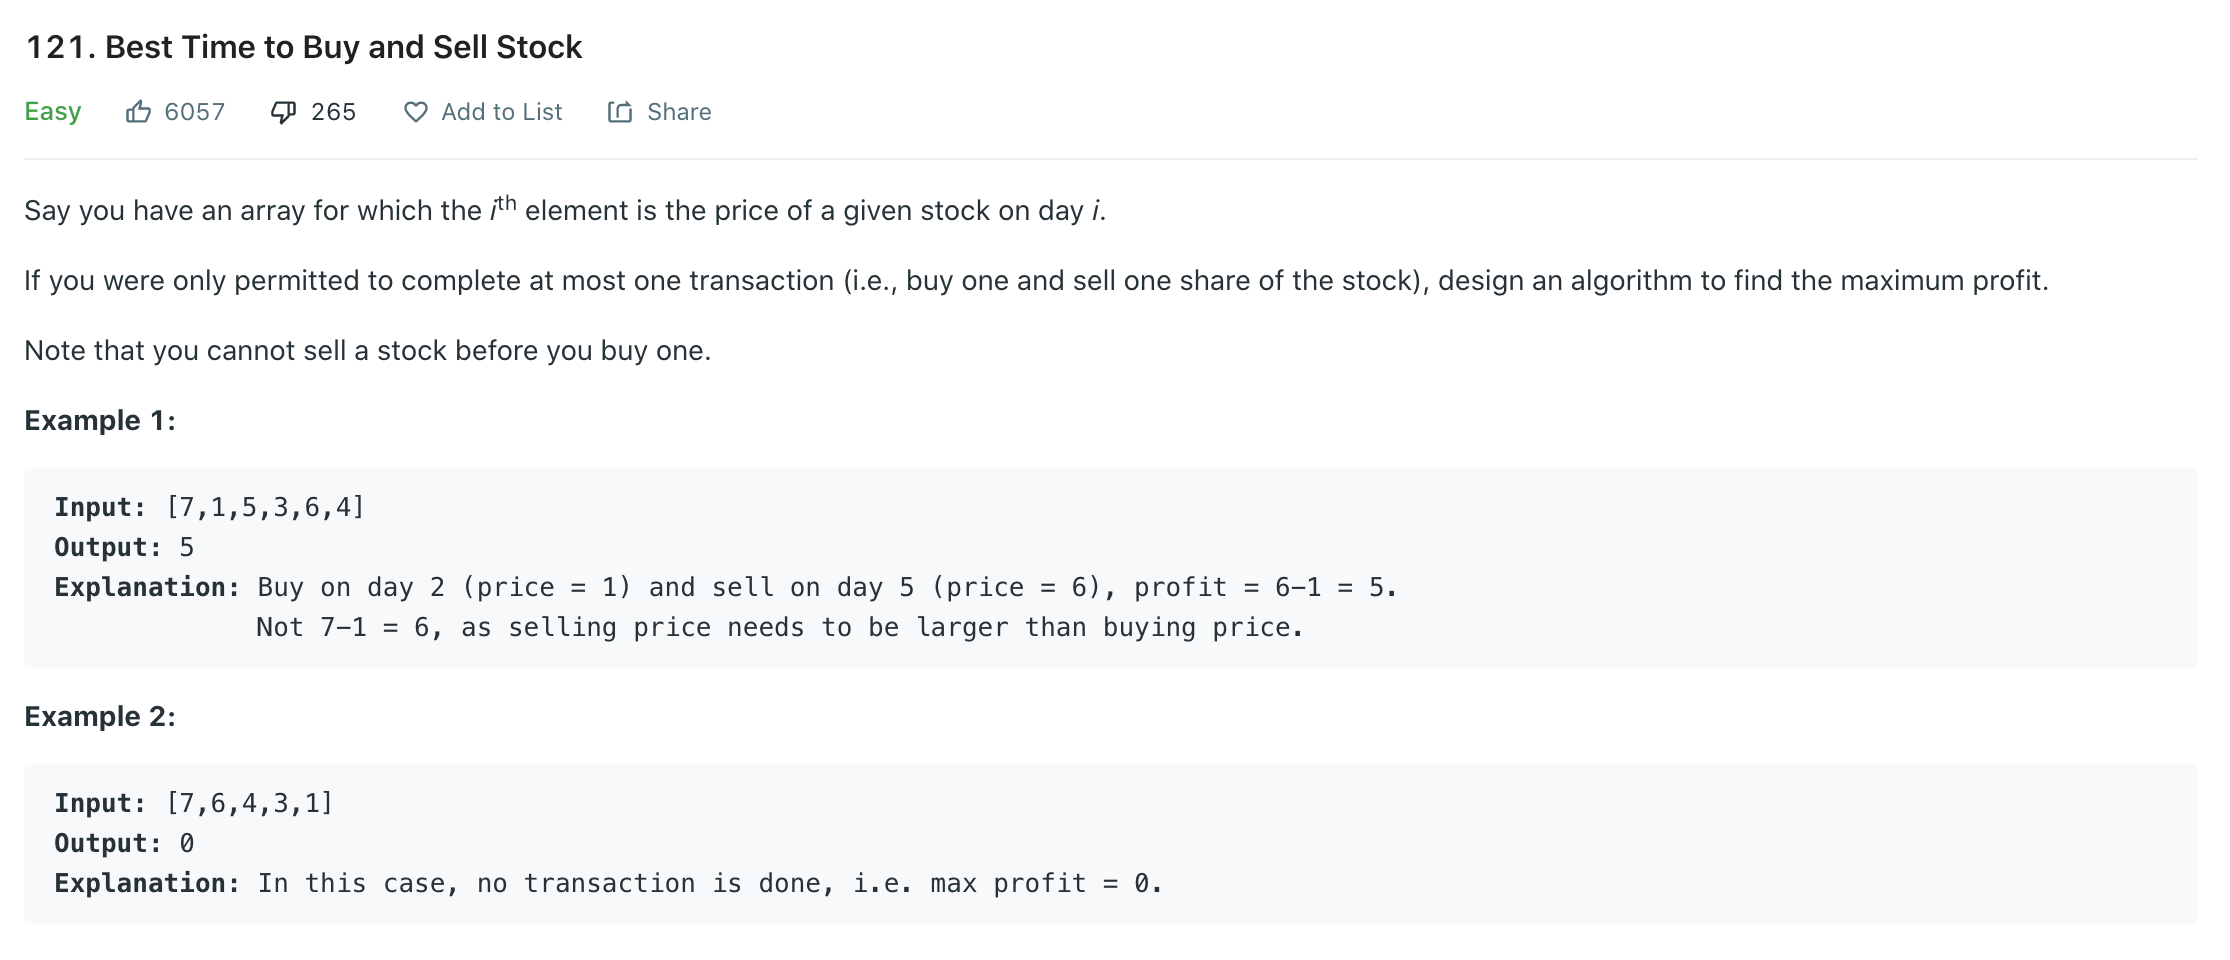 121. Best Time to Buy and Sell Stock
Easy 6057 265 Add to List Share
Say you have an array for which the ith element is the price of a given stock on day i.
If you were only permitted to complete at most one transaction (i.e., buy one and sell one share of the stock), design an algorithm to find the maximum profit.
Note that you cannot sell a stock before you buy one.
Example 1:
Input: [7,1,5,3,6,4]
Output: 5
Explanation: Buy on day 2 (price = 1) and sell on day 5 (price = 6), profit = 6-1 = 5.
Not 7-1 = 6, as selling price needs to be larger than buying price.
Example 2:
Input: [7,6,4,3,1]
Output: 0
Explanation: In this case, no transaction is done, i.e. max profit = 0.